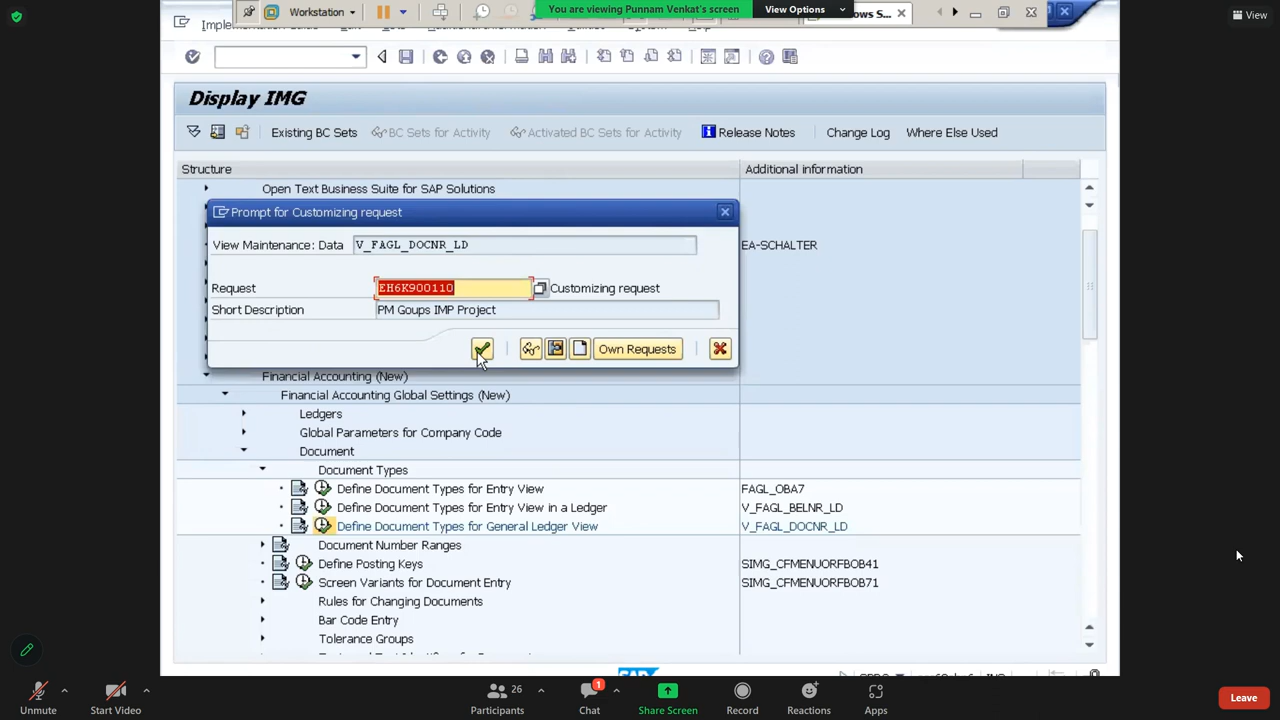 Workstation
You are viewing Punnam Venkat's screen
View Options
View
Display IMG
Existing BC Sets
BC Sets for Activity
Activated BC Sets for Activity
Release Notes
Change Log
Where Else Used
Structure
Additional information
Open Text Business Suite for SAP Solutions
Prompt for Customizing request
View Maintenance: Data V_FAGL_DOCNR_LD
EA-SCHALTER
Request EH6K900110 Customizing request
Short Description PM Goups IMP Project
Own Requests
Financial Accounting (New)
Financial Accounting Global Settings (New)
Ledgers
Global Parameters for Company Code
Document
Document Types
Define Document Types for Entry View FAGL_OBA7
Define Document Types for Entry View in a Ledger V_FAGL_BELNR_LD
Define Document Types for General Ledger View V_FAGL_DOCNR_LD
Document Number Ranges
Define Posting Keys SIMG_CFMENUORFBOB41
Screen Variants for Document Entry SIMG_CFMENUORFBOB71
Rules for Changing Documents
Bar Code Entry
Tolerance Groups
SAP
Unmute
Start Video
26
Participants
1
Chat
Share Screen
Record
Reactions
Apps
Leave